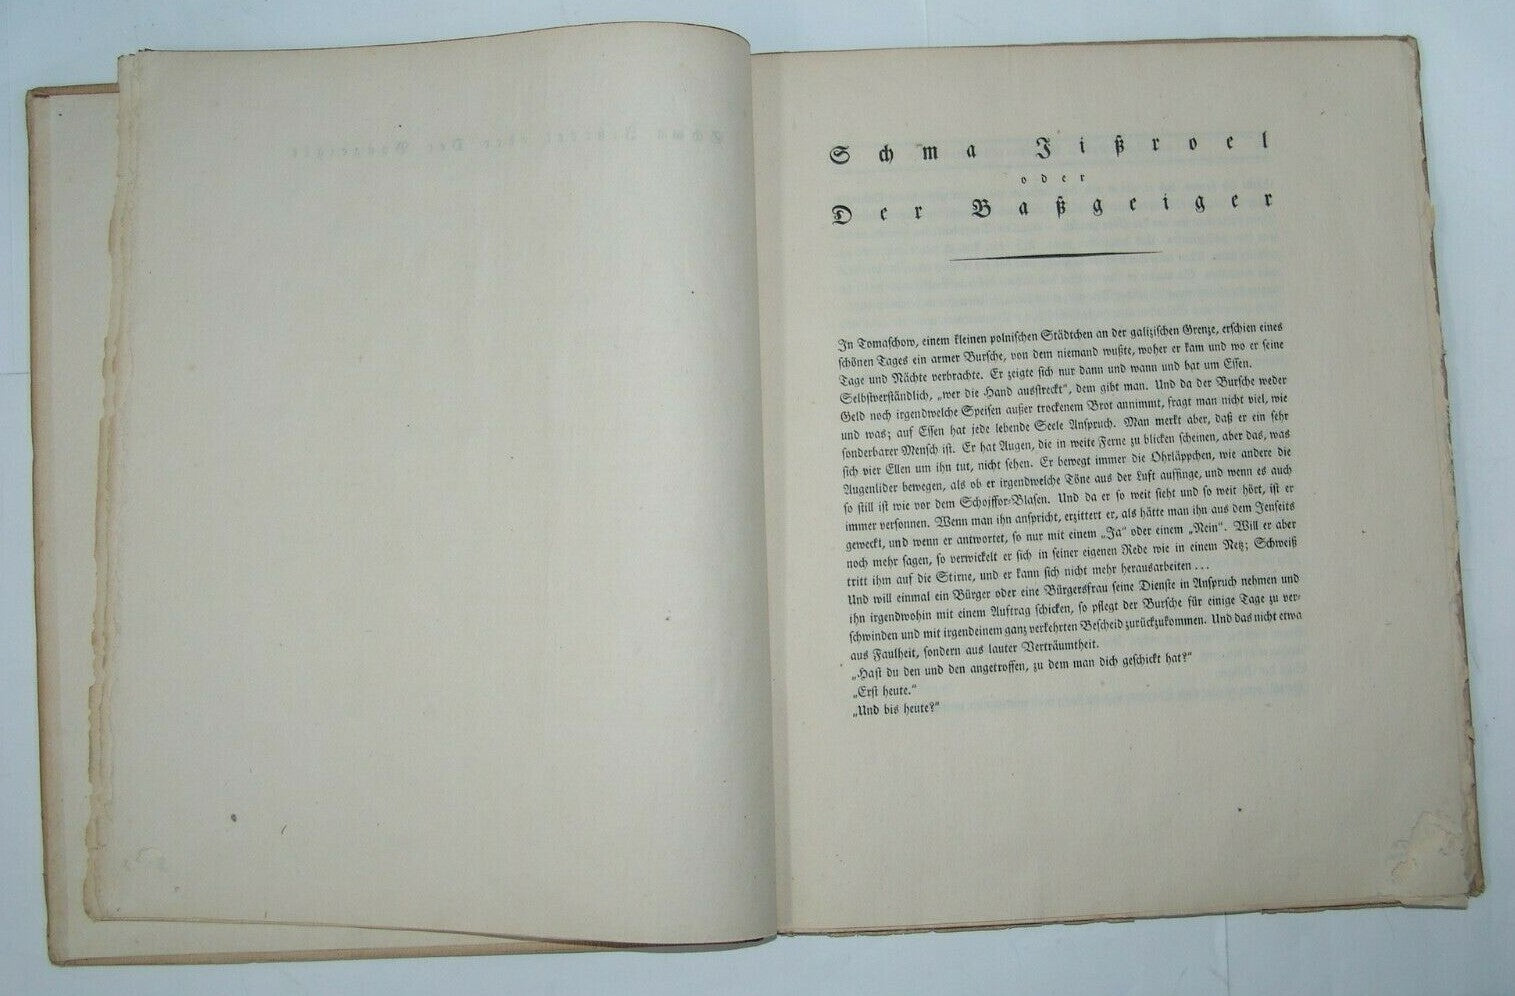 Schma Jißroel
oder
Der Baßgeiger
In Tomaschow, einem kleinen polnischen Städtchen an der galizischen Grenze, erschien eines
schönen Tages ein armer Bursche, von dem niemand wußte, woher er kam und wo er seine
Tage und Nächte verbrachte. Er zeigte sich nur dann und wann und bat um Essen.
Selbstverständlich, „wer die Hand ausstreckt“, dem gibt man. Und da der Bursche weder
Geld noch irgendwelche Speisen außer trockenem Brot annimmt, fragt man nicht viel, wie
und was; auf Essen hat jede lebende Seele Anspruch. Man merkt aber, daß er ein sehr
sonderbarer Mensch ist. Er hat Augen, die in weite Ferne zu blicken scheinen, aber das, was
sich vier Ellen um ihn tut, nicht sehen. Er bewegt immer die Ohrläppchen, wie andere die
Augenlider bewegen, als ob er irgendwelche Töne aus der Luft auffinge, und wenn es auch
so still ist wie vor dem Schoiffor-Blasen. Und da er so weit sieht und so weit hört, ist er
immer versonnen. Wenn man ihn anspricht, erzittert er, als hätte man ihn aus dem Jenseits
geweckt, und wenn er antwortet, so nur mit einem „Ja“ oder einem „Nein“. Will er aber
noch mehr sagen, so verwickelt er sich in seiner eigenen Rede wie in einem Netz; Schweiß
tritt ihm auf die Stirne, und er kann sich nicht mehr herausarbeiten ...
Und will einmal ein Bürger oder eine Bürgersfrau seine Dienste in Anspruch nehmen und
ihn irgendwohin mit einem Auftrag schicken, so pflegt der Bursche für einige Tage zu ver-
schwinden und mit irgendeinem ganz verkehrten Bescheid zurückzukommen. Und das nicht etwa
aus Faulheit, sondern aus lauter Verträumtheit.
„Hast du den und den angetroffen, zu dem man dich geschickt hat?“
„Erst heute.“
„Und bis heute?“